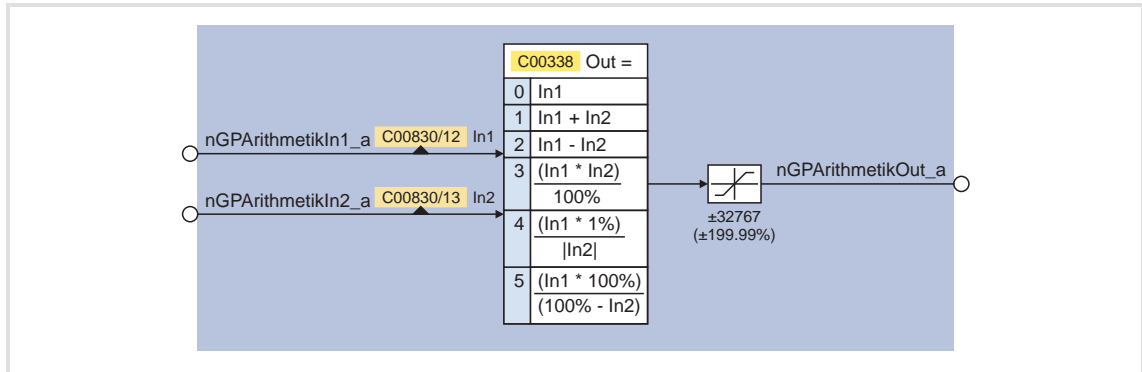 C00338 Out =
0 In1
1 In1 + In2
nGPArithmetikIn1_a C00830/12 In1
2 In1 - In2
3 (In1 * In2)
100%
nGPArithmetikOut_a
nGPArithmetikIn2_a C00830/13 In2
4 (In1 * 1%)
|In2|
±32767
(±199.99%)
5 (In1 * 100%)
(100% - In2)